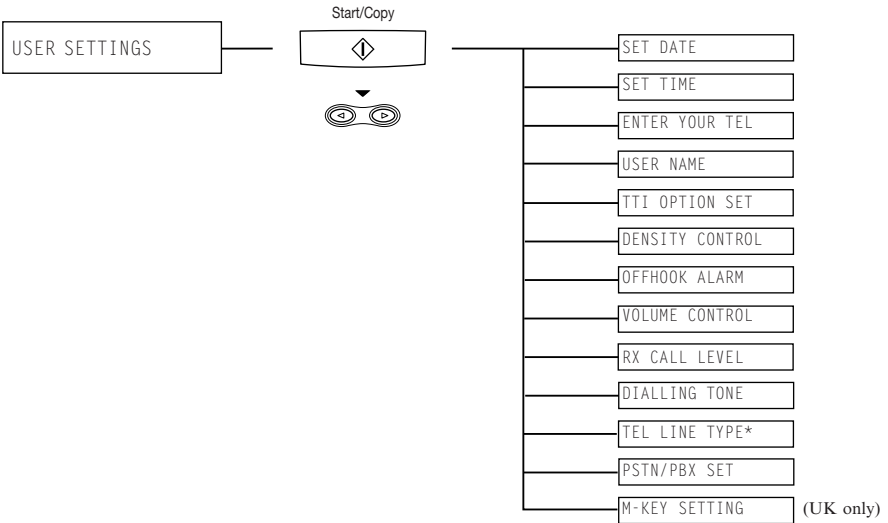 Start/Copy
USER SETTINGS
SET DATE
SET TIME
ENTER YOUR TEL
USER NAME
TTI OPTION SET
DENSITY CONTROL
OFFHOOK ALARM
VOLUME CONTROL
RX CALL LEVEL
DIALLING TONE
TEL LINE TYPE*
PSTN/PBX SET
M-KEY SETTING (UK only)